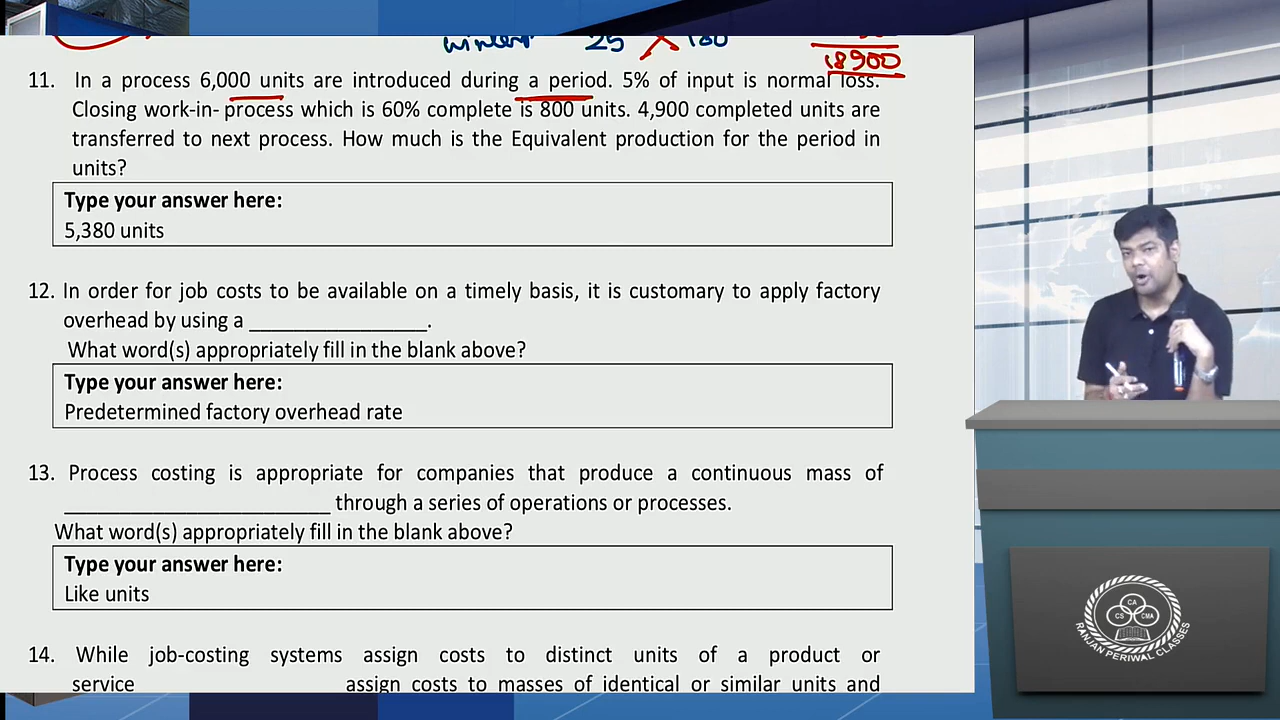 25
180
18900
11. In a process 6,000 units are introduced during a period. 5% of input is normal loss.
Closing work-in- process which is 60% complete is 800 units. 4,900 completed units are
transferred to next process. How much is the Equivalent production for the period in
units?
Type your answer here:
5,380 units
12. In order for job costs to be available on a timely basis, it is customary to apply factory
overhead by using a _________________.
What word(s) appropriately fill in the blank above?
Type your answer here:
Predetermined factory overhead rate
13. Process costing is appropriate for companies that produce a continuous mass of
_________________________ through a series of operations or processes.
What word(s) appropriately fill in the blank above?
Type your answer here:
Like units
14. While job-costing systems assign costs to distinct units of a product or
service ____________________ assign costs to masses of identical or similar units and
CA
CS
CMA
RANJAN PERIWAL CLASSES